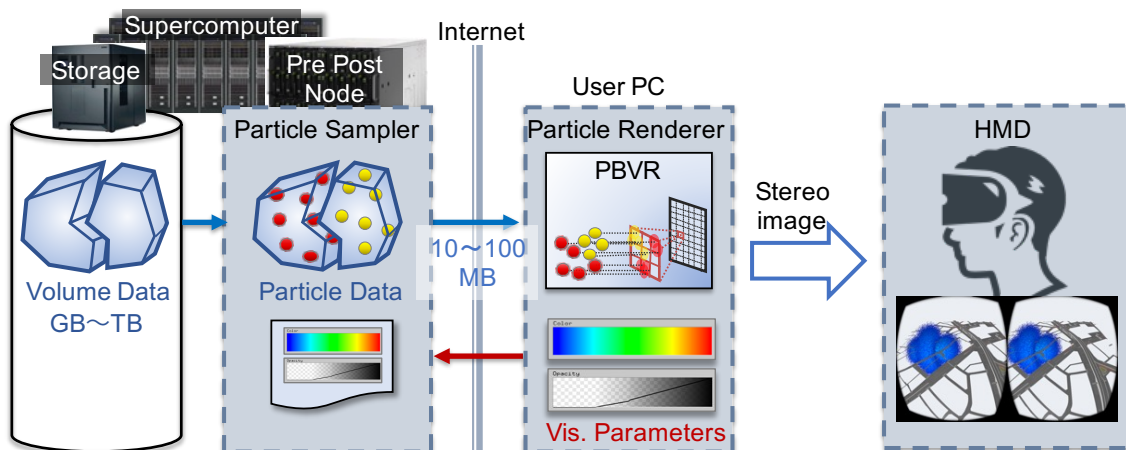 Supercomputer
Storage
Pre Post
Node
Internet
User PC
Particle Sampler
Particle Renderer
HMD
PBVR
Stereo
image
10～100
MB
Volume Data
GB～TB
Particle Data
Color
Opacity
Color
Opacity
Vis. Parameters